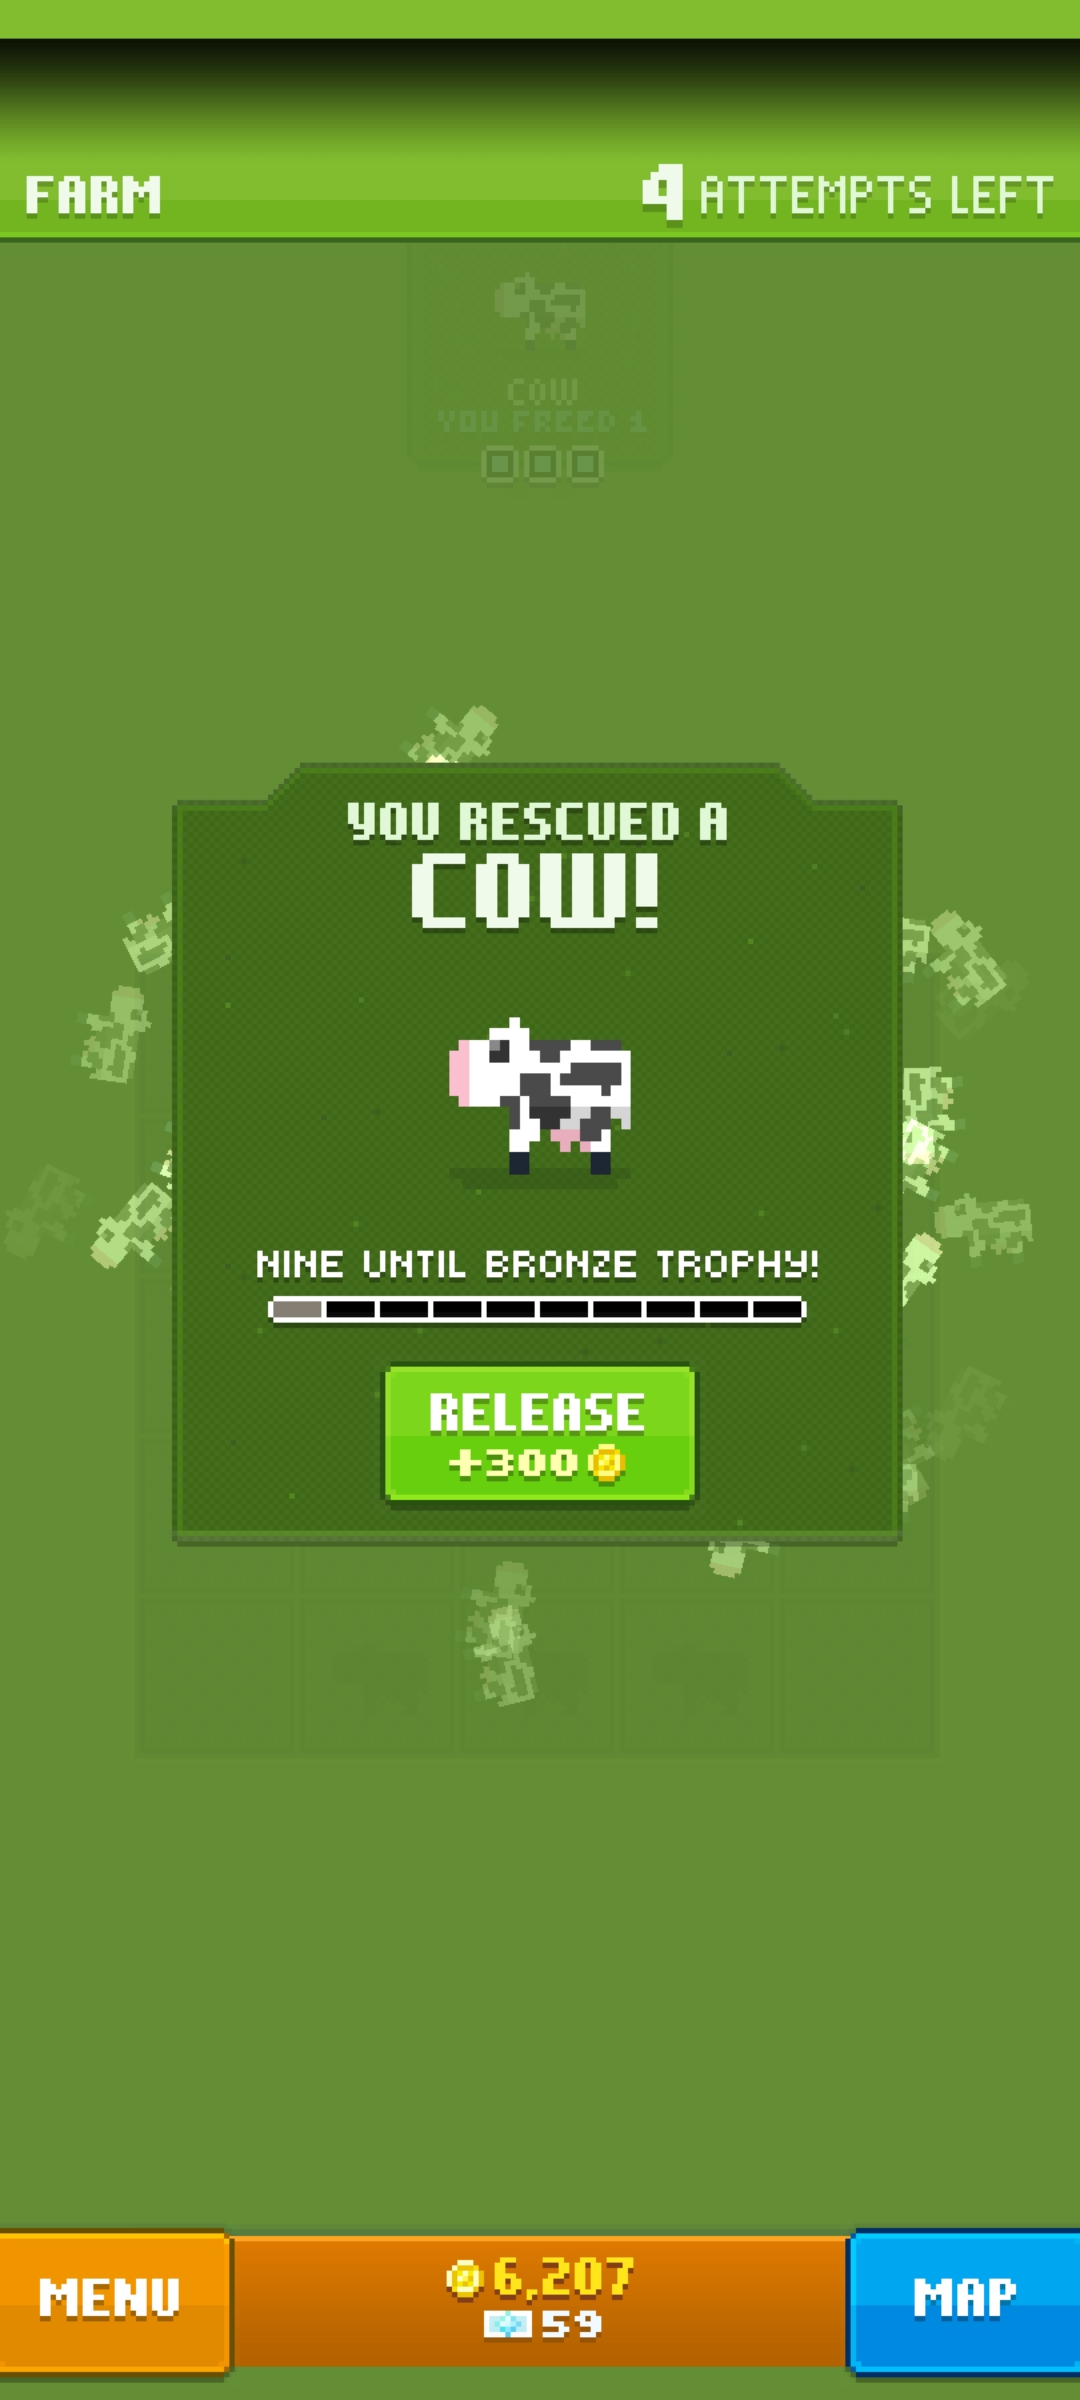 FARM
4 ATTEMPTS LEFT
COW
YOU FREED 1
YOU RESCUED A
COW!
NINE UNTIL BRONZE TROPHY!
RELEASE
+300
MENU
6,207
59
MAP